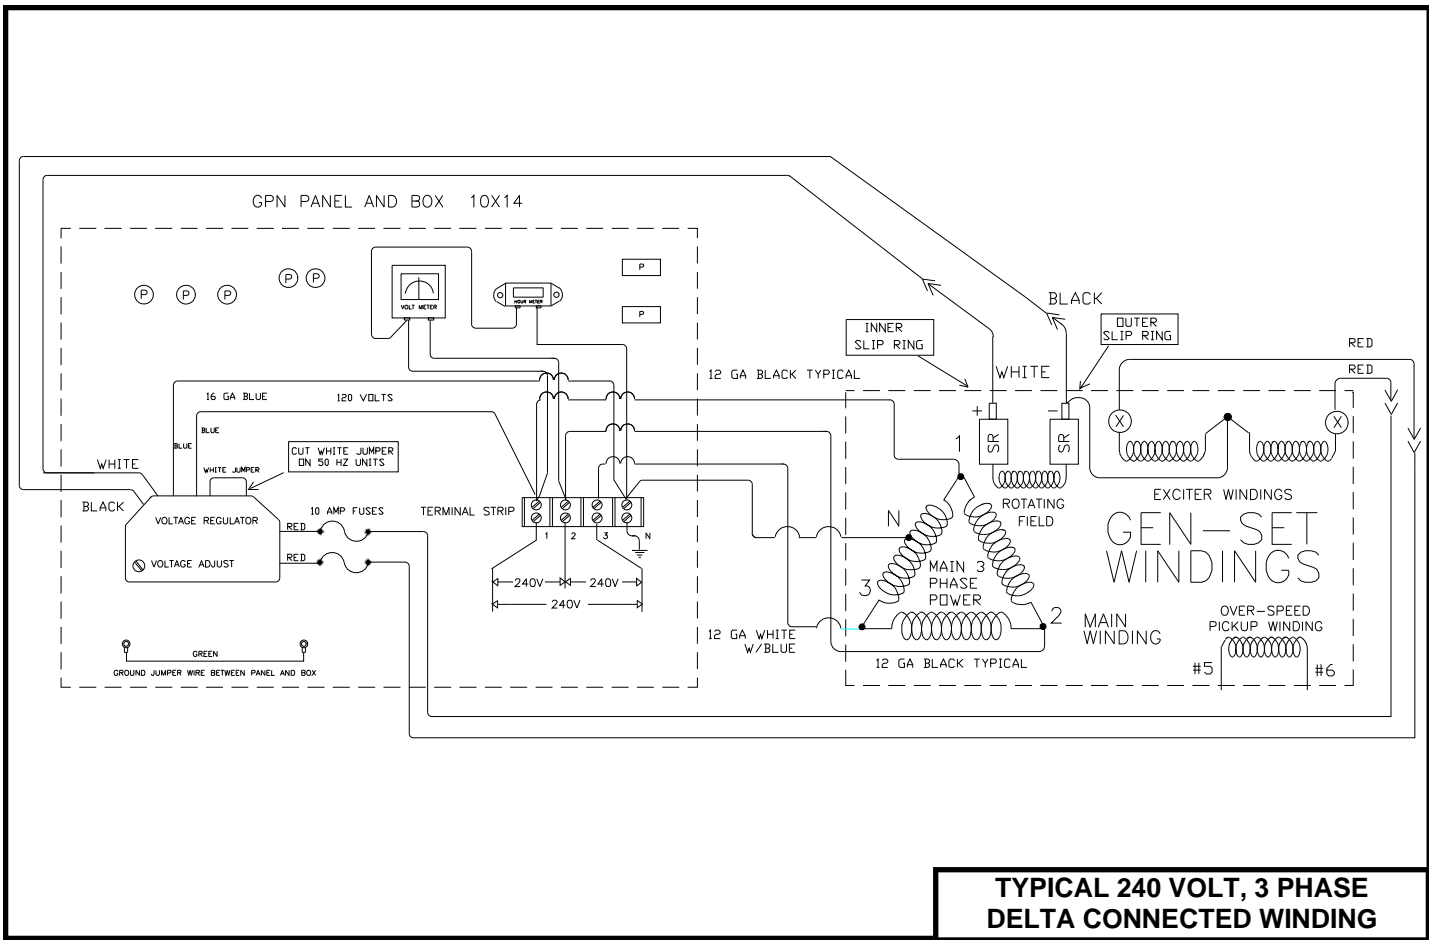 GPN PANEL AND BOX 10X14
P
P
P
P
P
P
P
VOLT METER
HOUR METER
BLACK
INNER
SLIP RING
OUTER
SLIP RING
RED
RED
WHITE
12 GA BLACK TYPICAL
16 GA BLUE
120 VOLTS
BLUE
BLUE
CUT WHITE JUMPER
ON 50 HZ UNITS
WHITE
WHITE JUMPER
BLACK
VOLTAGE REGULATOR
VOLTAGE ADJUST
RED
RED
10 AMP FUSES
TERMINAL STRIP
1
2
3
N
240V
240V
240V
GREEN
GROUND JUMPER WIRE BETWEEN PANEL AND BOX
12 GA WHITE
W/BLUE
+
-
SR
SR
ROTATING
FIELD
X
X
EXCITER WINDINGS
GEN-SET
WINDINGS
1
N
3
2
MAIN 3
PHASE
POWER
MAIN
WINDING
12 GA BLACK TYPICAL
OVER-SPEED
PICKUP WINDING
#5
#6
TYPICAL 240 VOLT, 3 PHASE
DELTA CONNECTED WINDING